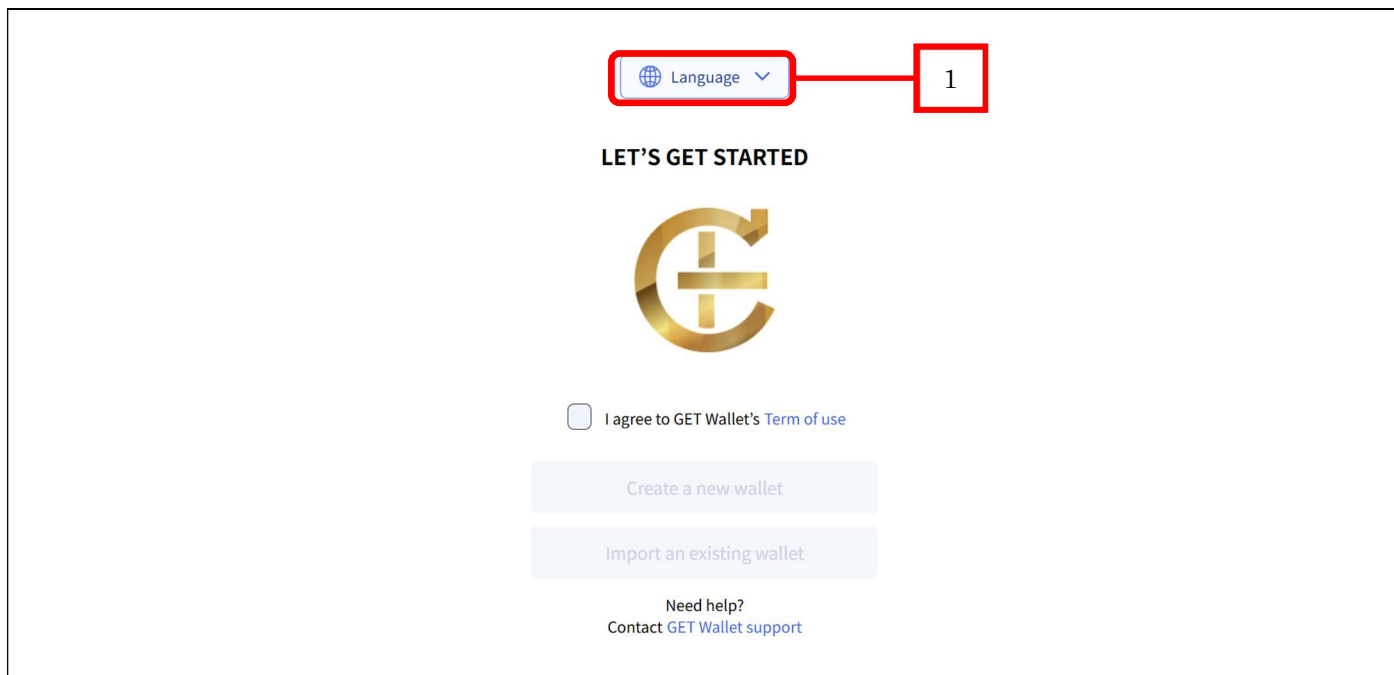 Language
1
LET’S GET STARTED
I agree to GET Wallet’s Term of use
Create a new wallet
Import an existing wallet
Need help?
Contact GET Wallet support